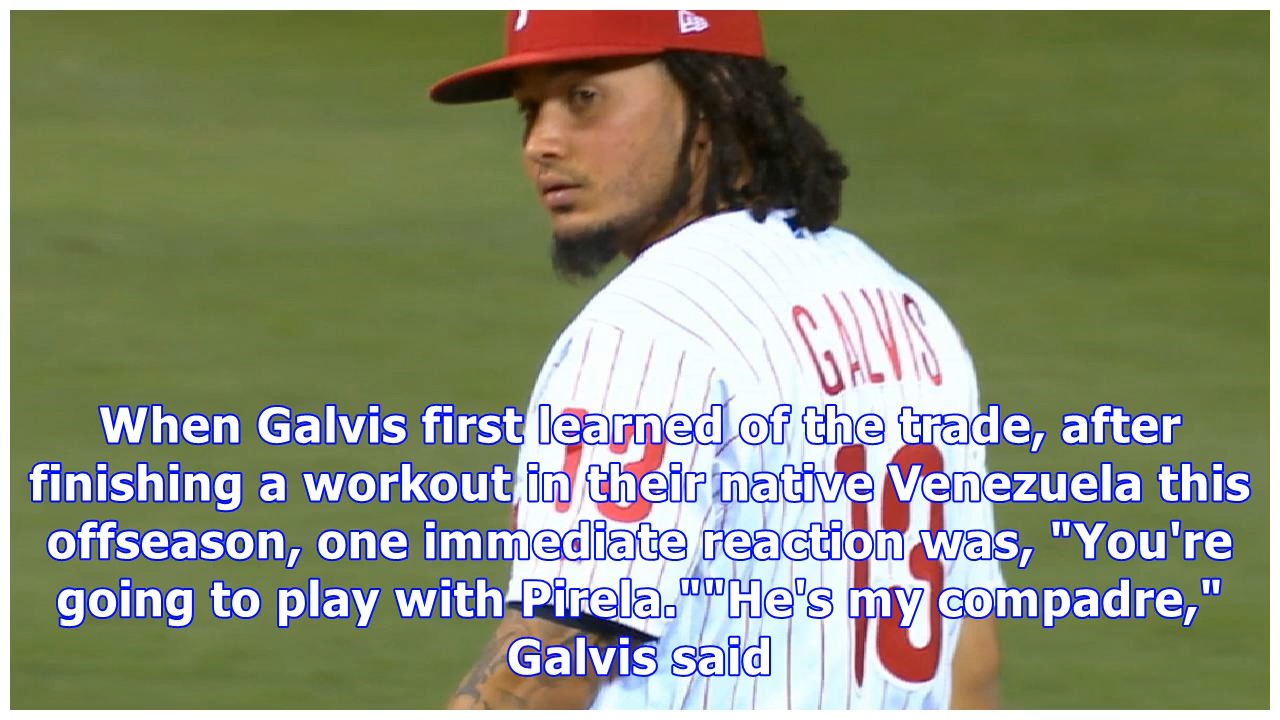 GALVIS
13
13
When Galvis first learned of the trade, after
finishing a workout in their native Venezuela this
offseason, one immediate reaction was, "You're
going to play with Pirela.""He's my compadre,"
Galvis said